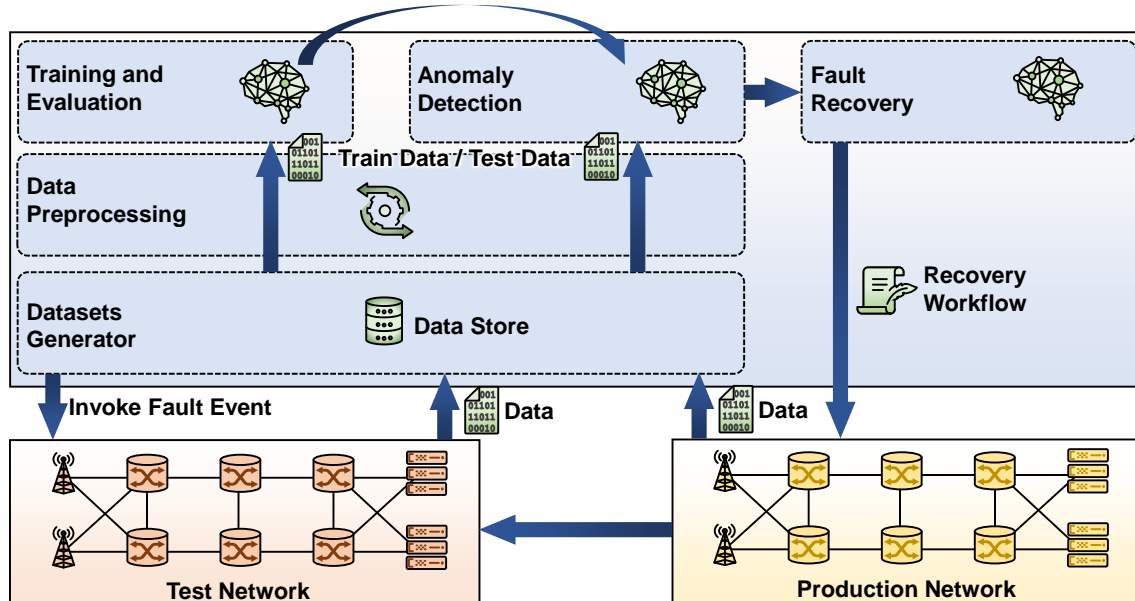 Training and
Evaluation
Anomaly
Detection
Fault
Recovery
001
01101
11011
00010
Train Data / Test Data
001
01101
11011
00010
Data
Preprocessing
Datasets
Generator
Data Store
Recovery
Workflow
Invoke Fault Event
001
01101
11011
00010
Data
001
01101
11011
00010
Data
Test Network
Production Network